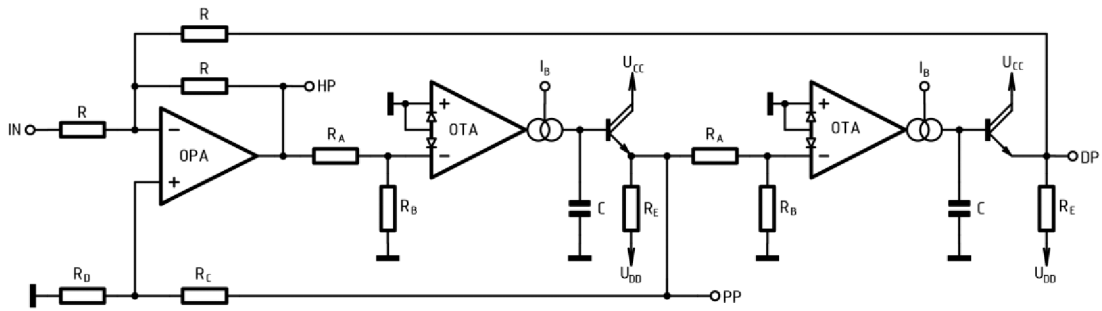 R
R
HP
R
IN
−
OPA
+
R_A
R_B
I_B
+
OTA
−
U_CC
C
R_E
U_DD
R_A
R_B
I_B
+
OTA
−
U_CC
DP
C
R_E
U_DD
R_D
R_C
PP